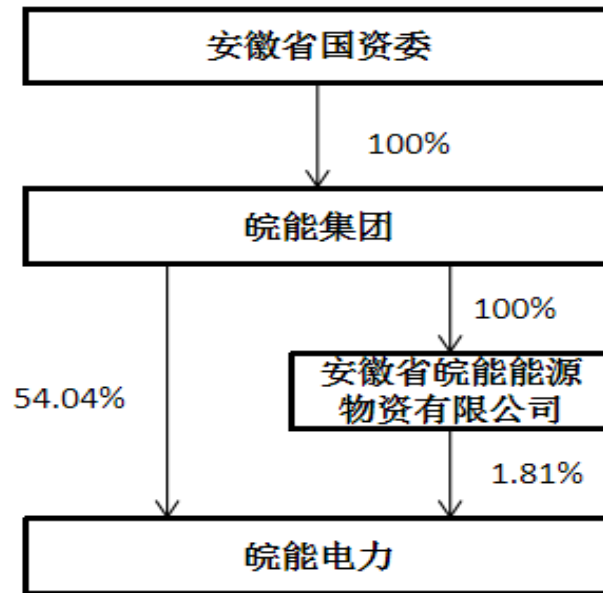 安徽省国资委
100%
皖能集团
100%
54.04%
安徽省皖能能源
物资有限公司
1.81%
皖能电力